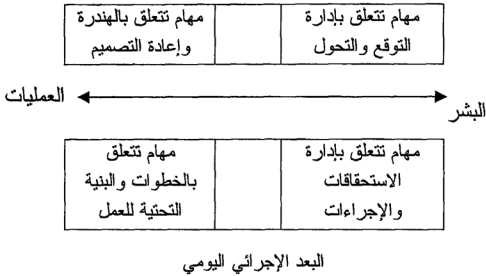 مهام تتعلق بإدارة
التوقع والتحول
مهام تتعلق بالهندرة
وإعادة التصميم
البشر
العمليات
مهام تتعلق بإدارة
الاستحقاقات
والإجراءات
مهام تتعلق
بالخطوات والبنية
التحتية للعمل
البعد الإجرائي اليومي